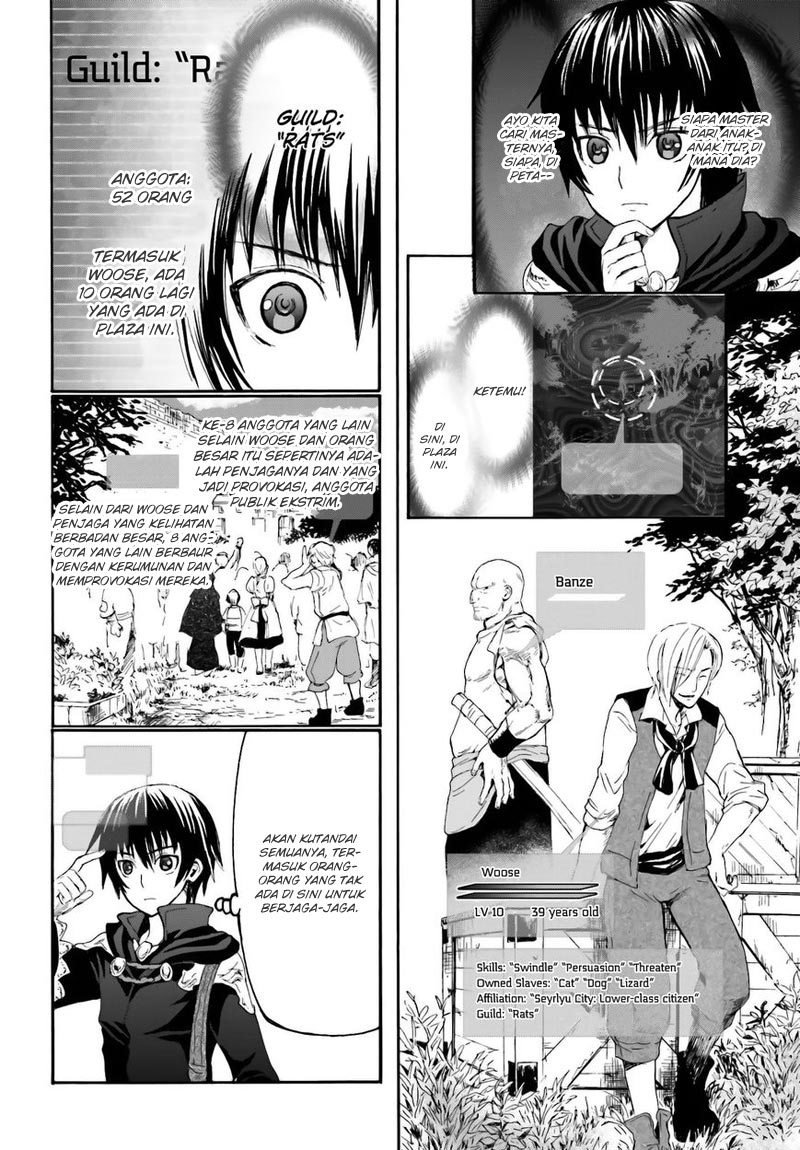 SIAPA MASTER
DARI ANAK-
ANAK ITU? DI
MANA DIA?
AYO KITA
CARI MAS-
TERNYA,
SIAPA, DI
PETA--
KETEMU!
DI
SINI, DI
PLAZA
INI.
Banze
Woose
LV 10 39 years old
Skills: “Swindle” “Persuasion” “Threaten”
Owned Slaves: “Cat” “Dog” “Lizard”
Affiliation: “Seyrlyu City: Lower-class citizen”
Guild: “Rats”
Guild: “Ra
GUILD:
“RATS”
ANGGOTA:
52 ORANG
TERMASUK
WOOSE, ADA
10 ORANG LAGI
YANG ADA DI
PLAZA INI.
KE-8 ANGGOTA YANG LAIN
SELAIN WOOSE DAN ORANG
BESAR ITU SEPERTINYA ADA-
LAH PENJAGANYA DAN YANG
JADI PROVOKASI, ANGGOTA
PUBLIK EKSTRIM.
SELAIN DARI WOOSE DAN
PENJAGA YANG KELIHATAN
BERBADAN BESAR, 8 ANG-
GOTA YANG LAIN BERBAUR
DENGAN KERUMUNAN DAN
MEMPROVOKASI MEREKA.
AKAN KUTANDAI
SEMUANYA, TER-
MASUK ORANG-
ORANG YANG TAK
ADA DI SINI UNTUK
BERJAGA-JAGA.